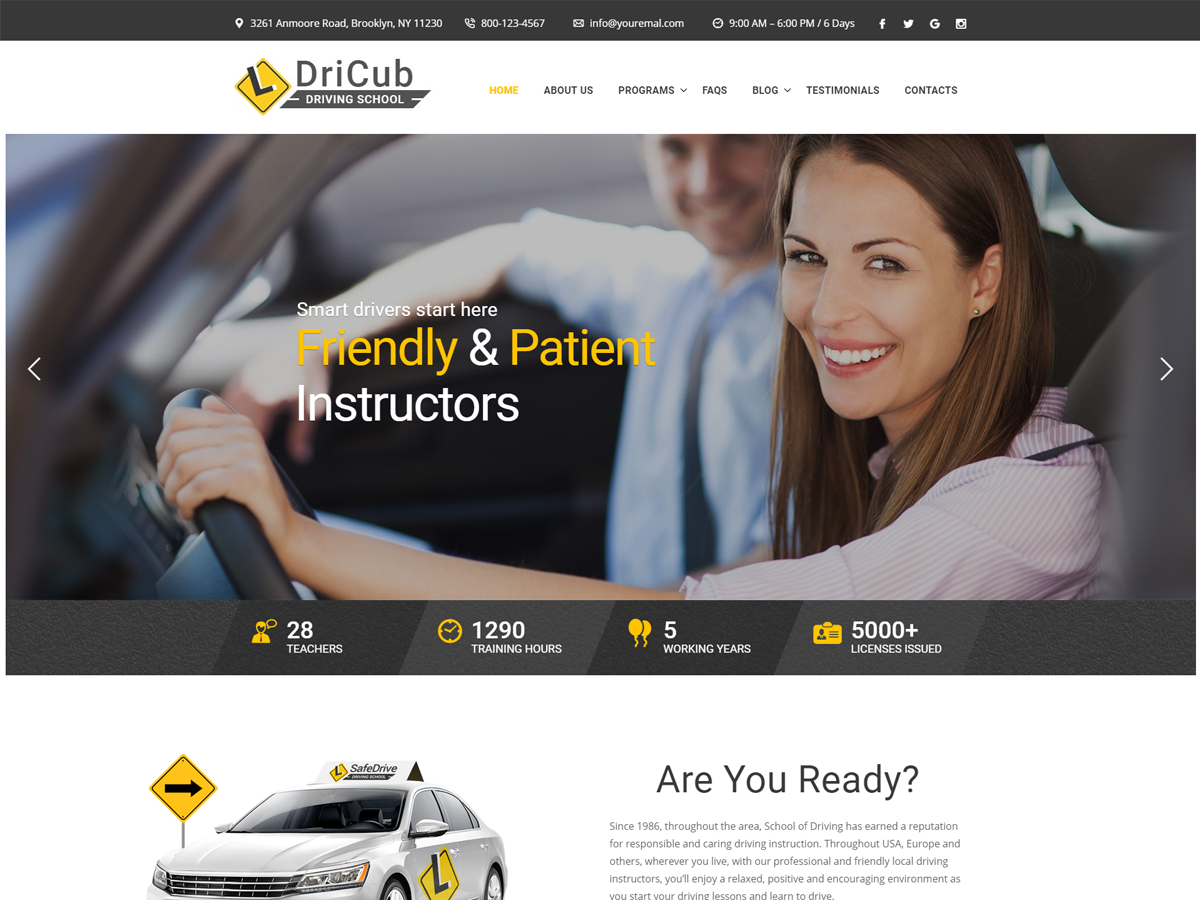 3261 Anmoore Road, Brooklyn, NY 11230 800-123-4567 info@youremal.com 9:00 AM – 6:00 PM / 6 Days
L DriCub
DRIVING SCHOOL
HOME ABOUT US PROGRAMS FAQS BLOG TESTIMONIALS CONTACTS
Smart drivers start here
Friendly & Patient
Instructors
28 1290 5 5000+
TEACHERS TRAINING HOURS WORKING YEARS LICENSES ISSUED
L SafeDrive
DRIVING SCHOOL
L
Are You Ready?
Since 1986, throughout the area, School of Driving has earned a reputation
for responsible and caring driving instruction. Throughout USA, Europe and
others, wherever you live, with our professional and friendly local driving
instructors, you'll enjoy a relaxed, positive and encouraging environment as
you start your driving lessons and learn to drive.